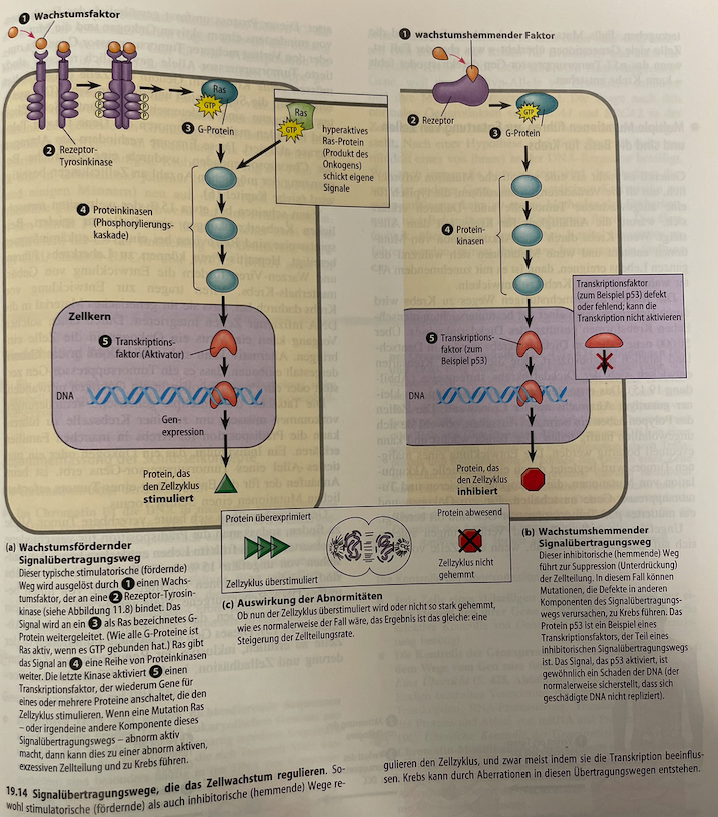 ❶ Wachstumsfaktor
❷ Rezeptor-
Tyrosinkinase
P
P
P
P
P
P
Ras
GTP
❸ G-Protein
Ras
GTP
hyperaktives
Ras-Protein
(Produkt des
Onkogens)
schickt eigene
Signale
❹ Proteinkinasen
(Phosphorylierungs-
kaskade)
Zellkern
❺ Transkriptions-
faktor (Aktivator)
DNA
Gen-
expression
Protein, das
den Zellzyklus
stimuliert
❶ wachstumshemmender Faktor
❷ Rezeptor
GTP
❸ G-Protein
❹ Protein-
kinasen
Transkriptionsfaktor
(zum Beispiel p53) defekt
oder fehlend; kann die
Transkription nicht aktivieren
❺ Transkriptions-
faktor (zum
Beispiel p53)
DNA
Protein, das
den Zellzyklus
inhibiert
Protein überexprimiert
Zellzyklus überstimuliert
Protein abwesend
Zellzyklus nicht
gehemmt
(a) Wachstumsfördernder
Signalübertragungsweg
Dieser typische stimulatorische (fördernde)
Weg wird ausgelöst durch ❶ einen Wachs-
tumsfaktor, der an eine ❷ Rezeptor-Tyrosin-
kinase (siehe Abbildung 11.8) bindet. Das
Signal wird an ein ❸ als Ras bezeichnetes G-
Protein weitergeleitet. (Wie alle G-Proteine ist
Ras aktiv, wenn es GTP gebunden hat.) Ras gibt
das Signal an ❹ eine Reihe von Proteinkinasen
weiter. Die letzte Kinase aktiviert ❺ einen
Transkriptionsfaktor, der wiederum Gene für
eines oder mehrere Proteine anschaltet, die den
Zellzyklus stimulieren. Wenn eine Mutation Ras
– oder irgendeine andere Komponente dieses
Signalübertragungswegs – abnorm aktiv
macht, dann kann dies zu einer abnorm aktiven,
exzessiven Zellteilung und zu Krebs führen.
(c) Auswirkung der Abnormitäten
Ob nun der Zellzyklus überstimuliert wird oder nicht so stark gehemmt,
wie es normalerweise der Fall wäre, das Ergebnis ist das gleiche: eine
Steigerung der Zellteilungsrate.
(b) Wachstumshemmender
Signalübertragungsweg
Dieser inhibitorische (hemmende) Weg
führt zur Suppression (Unterdrückung)
der Zellteilung. In diesem Fall können
Mutationen, die Defekte in anderen
Komponenten des Signalübertragungs-
wegs verursachen, zu Krebs führen. Das
Protein p53 ist ein Beispiel eines
Transkriptionsfaktors, der Teil eines
inhibitorischen Signalübertragungswegs
ist. Das Signal, das p53 aktiviert, ist
gewöhnlich ein Schaden der DNA (der
normalerweise sicherstellt, dass sich
geschädigte DNA nicht repliziert).
19.14 Signalübertragungswege, die das Zellwachstum regulieren. So-
wohl stimulatorische (fördernde) als auch inhibitorische (hemmende) Wege re-
gulieren den Zellzyklus, und zwar meist indem sie die Transkription beeinflus-
sen. Krebs kann durch Aberrationen in diesen Übertragungswegen entstehen.